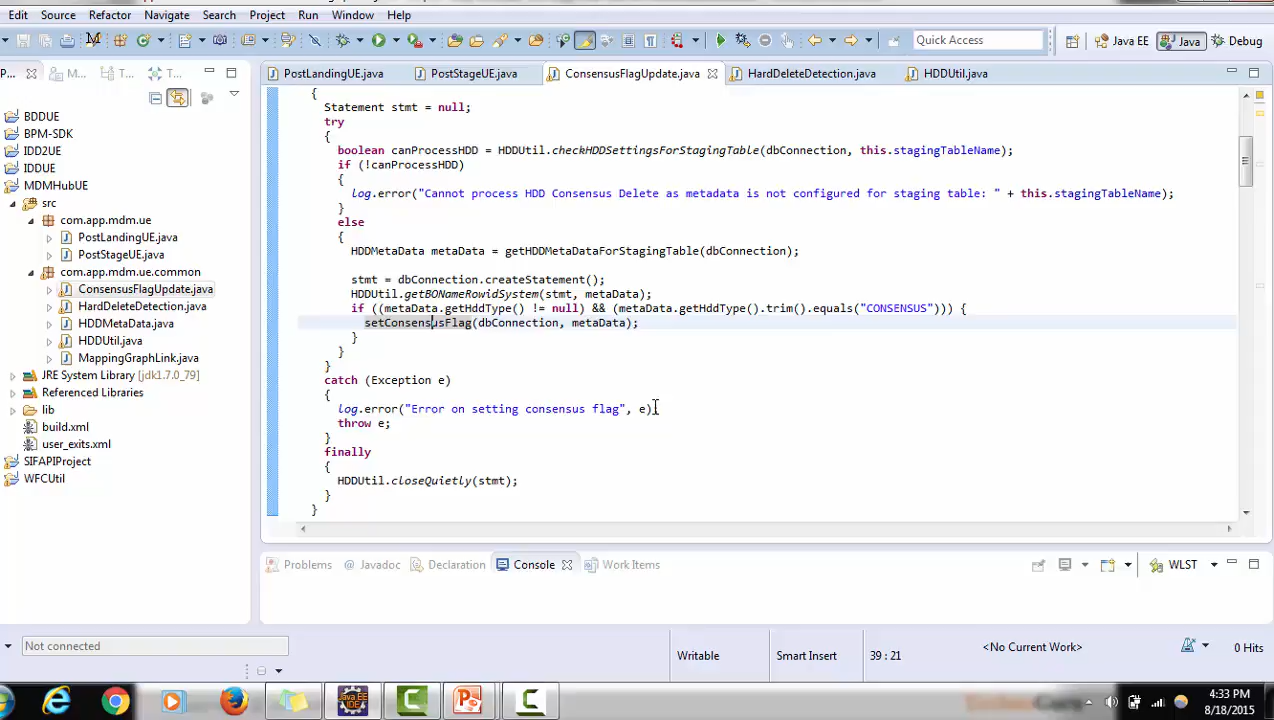 Edit Source Refactor Navigate Search Project Run Window Help
Quick Access Java EE Java Debug
P... M... T... T... PostLandingUE.java PostStageUE.java ConsensusFlagUpdate.java HardDeleteDetection.java HDDUtil.java
BDDUE
BPM-SDK
IDD2UE
IDDUE
MDMHubUE
src
com.app.mdm.ue
PostLandingUE.java
PostStageUE.java
com.app.mdm.ue.common
ConsensusFlagUpdate.java
HardDeleteDetection.java
HDDMetaData.java
HDDUtil.java
MappingGraphLink.java
JRE System Library [jdk1.7.0_79]
Referenced Libraries
lib
build.xml
user_exits.xml
SIFAPIProject
WFCUtil
{
Statement stmt = null;
try
{
boolean canProcessHDD = HDDUtil.checkHDDSettingsForStagingTable(dbConnection, this.stagingTableName);
if (!canProcessHDD)
{
log.error("Cannot process HDD Consensus Delete as metadata is not configured for staging table: " + this.stagingTableName);
}
else
{
HDDMetaData metaData = getHDDMetaDataForStagingTable(dbConnection);
stmt = dbConnection.createStatement();
HDDUtil.getBONameRowidSystem(stmt, metaData);
if ((metaData.getHddType() != null) && (metaData.getHddType().trim().equals("CONSENSUS"))) {
setConsensusFlag(dbConnection, metaData);
}
}
}
catch (Exception e)
{
log.error("Error on setting consensus flag", e)
throw e;
}
finally
{
HDDUtil.closeQuietly(stmt);
}
}
Problems Javadoc Declaration Console Work Items WLST
Not connected
Writable Smart Insert 39 : 21 <No Current Work> 0 Hits
Java EE IDE
4:33 PM
8/18/2015